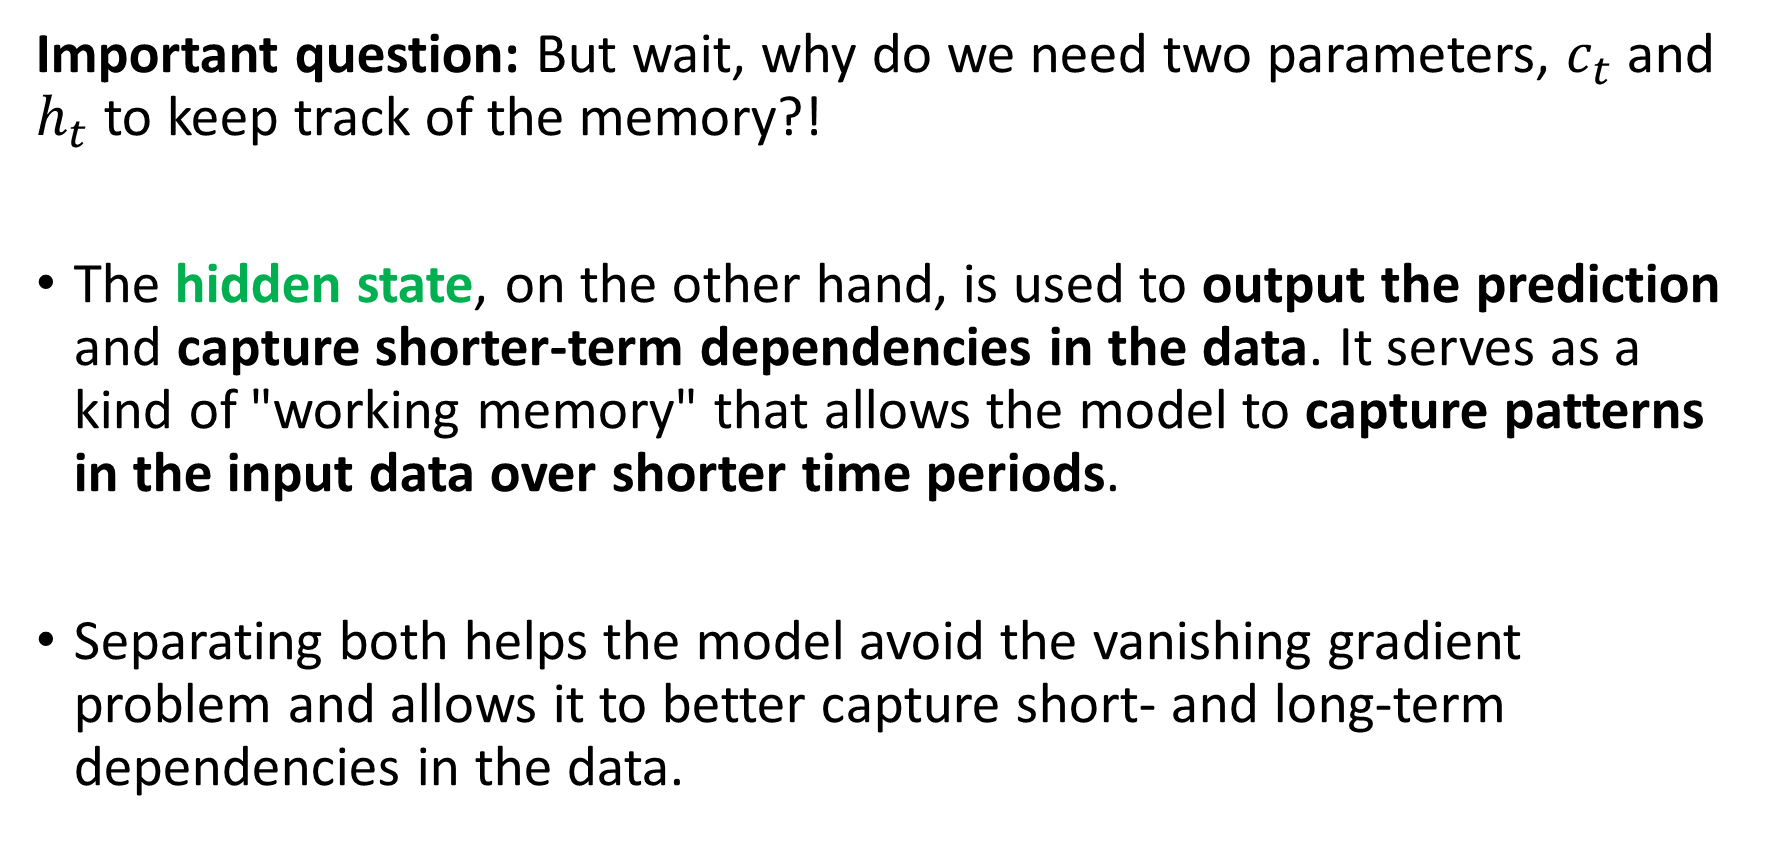 Important question: But wait, why do we need two parameters, c_t and
h_t to keep track of the memory?!
• The hidden state, on the other hand, is used to output the prediction
and capture shorter-term dependencies in the data. It serves as a
kind of "working memory" that allows the model to capture patterns
in the input data over shorter time periods.
• Separating both helps the model avoid the vanishing gradient
problem and allows it to better capture short- and long-term
dependencies in the data.